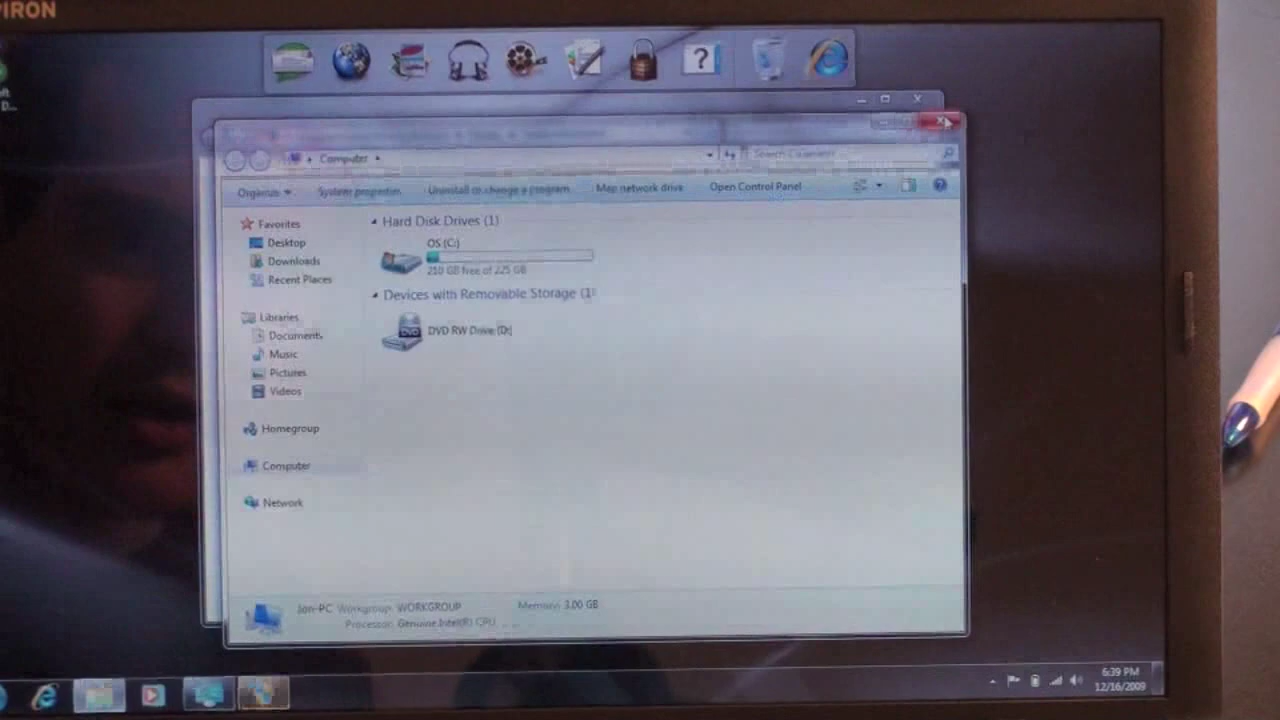 PIRON
Computer
Search Computer
Organize
System properties
Uninstall or change a program
Map network drive
Open Control Panel
Favorites
Desktop
Downloads
Recent Places
Libraries
Documents
Music
Pictures
Videos
Homegroup
Computer
Network
Hard Disk Drives (1)
OS (C:)
210 GB free of 225 GB
Devices with Removable Storage (1)
DVD
DVD RW Drive (D:)
Jon-PC Workgroup: WORKGROUP Memory: 3.00 GB
Processor: Genuine Intel(R) CPU
6:39 PM
12/16/2009